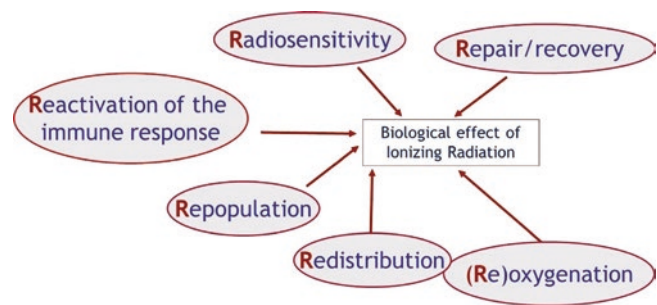 Radiosensitivity
Repair/recovery
Reactivation of the
immune response
Biological effect of
Ionizing Radiation
Repopulation
Redistribution
(Re)oxygenation